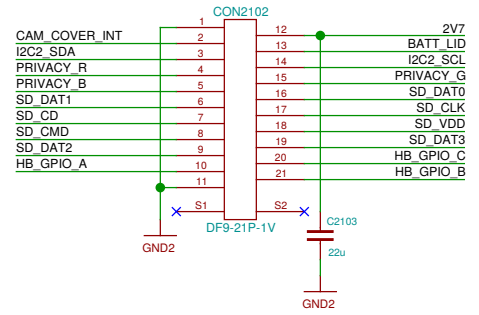 CON2102
1
CAM_COVER_INT 2
I2C2_SDA 3
PRIVACY_R 4
PRIVACY_B 5
SD_DAT1 6
SD_CD 7
SD_CMD 8
SD_DAT2 9
HB_GPIO_A 10
11
S1
12 2V7
13 BATT_LID
14 I2C2_SCL
15 PRIVACY_G
16 SD_DAT0
17 SD_CLK
18 SD_VDD
19 SD_DAT3
20 HB_GPIO_C
21 HB_GPIO_B
S2
DF9-21P-1V
GND2
C2103
22u
GND2